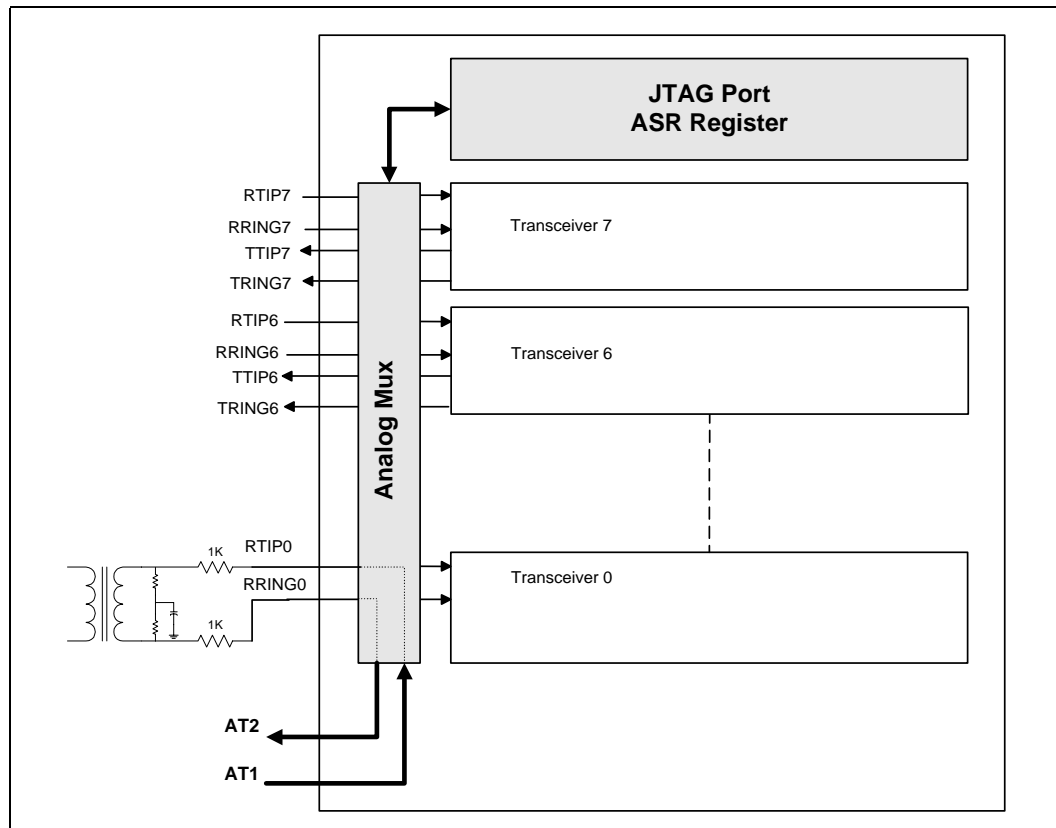 JTAG Port
ASR Register
RTIP7
RRING7
TTIP7
TRING7
Transceiver 7
RTIP6
RRING6
TTIP6
TRING6
Transceiver 6
Analog Mux
1K
RTIP0
RRING0
1K
Transceiver 0
AT2
AT1